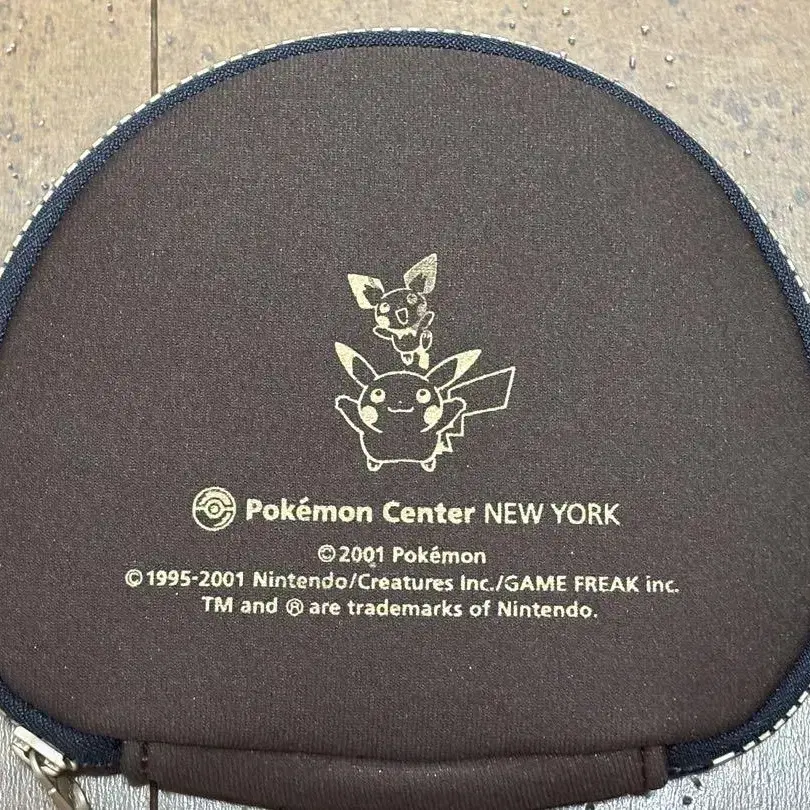 Pokémon Center NEW YORK
©2001 Pokémon
©1995-2001 Nintendo/Creatures Inc./GAME FREAK inc.
TM and ® are trademarks of Nintendo.